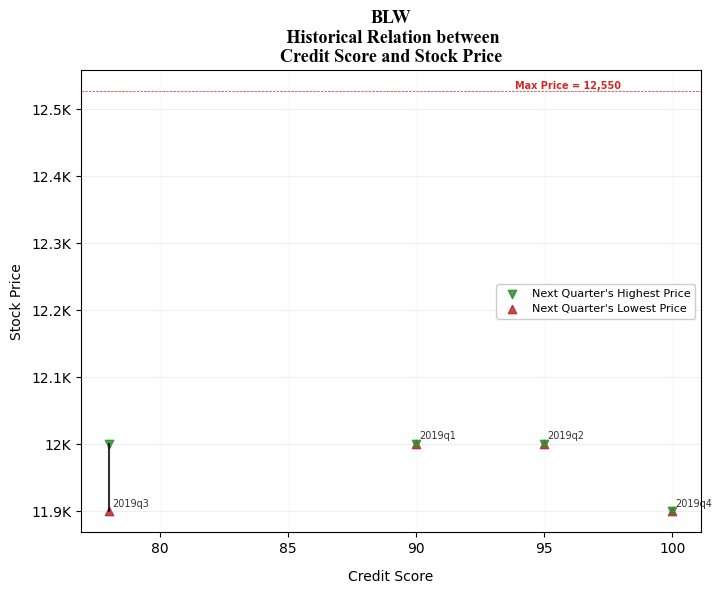 BLW
Historical Relation between
Credit Score and Stock Price
Max Price = 12,550
12.5K
12.4K
12.3K
12.2K
12.1K
12K
11.9K
Stock Price
Next Quarter's Highest Price
Next Quarter's Lowest Price
2019q1
2019q2
2019q3
2019q4
80
85
90
95
100
Credit Score